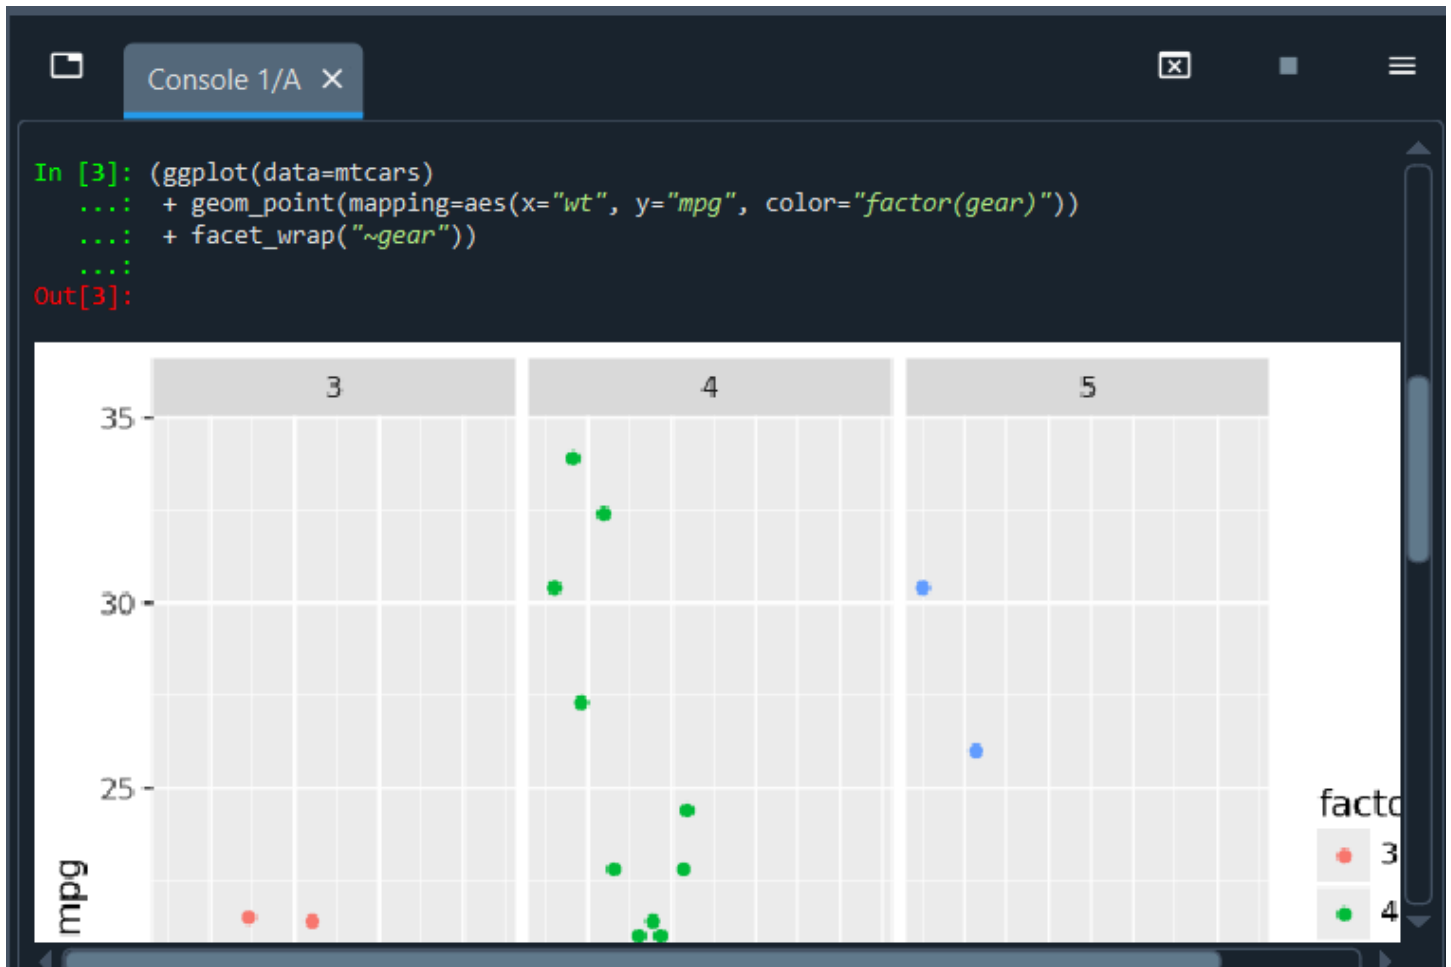 Console 1/A
In [3]: (ggplot(data=mtcars)
...: + geom_point(mapping=aes(x="wt", y="mpg", color="factor(gear)"))
...: + facet_wrap("~gear"))
...:
Out[3]:
3 4 5
35
30
25
mpg
facto
3
4